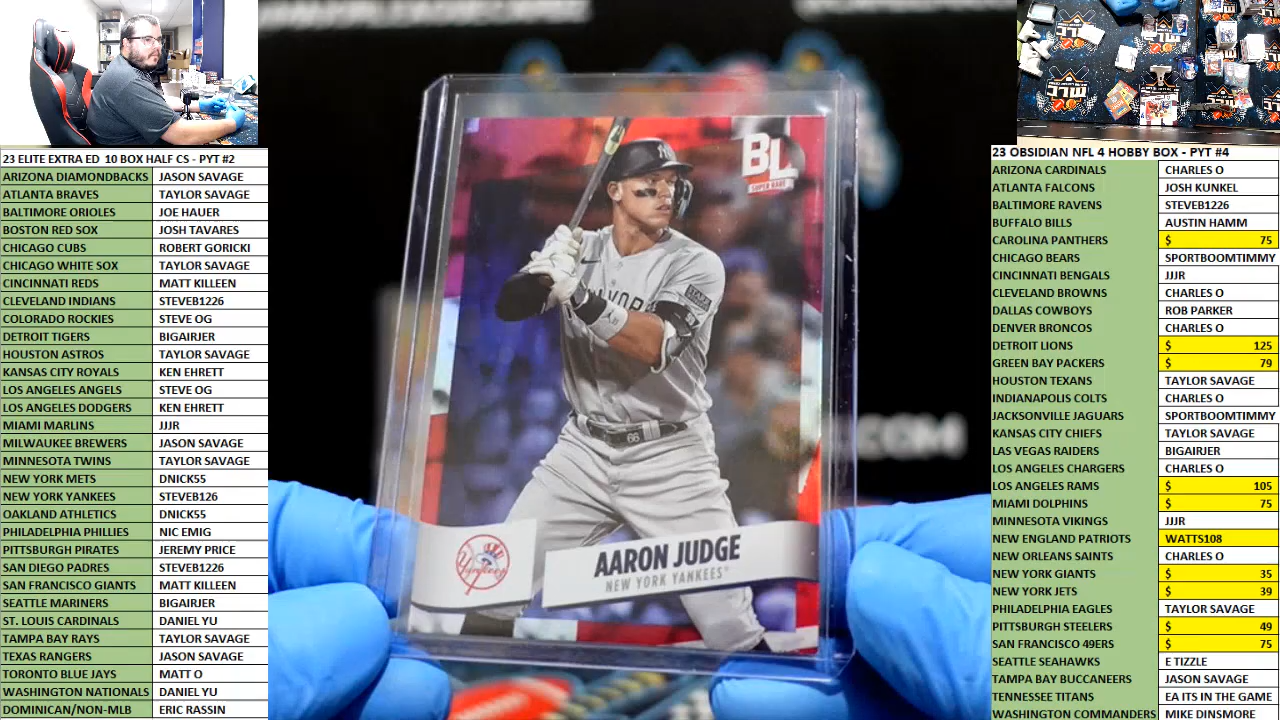 23 ELITE EXTRA ED 10 BOX HALF CS - PYT #2
ARIZONA DIAMONDBACKS JASON SAVAGE
ATLANTA BRAVES TAYLOR SAVAGE
BALTIMORE ORIOLES JOE HAUER
BOSTON RED SOX JOSH TAVARES
CHICAGO CUBS ROBERT GORICKI
CHICAGO WHITE SOX TAYLOR SAVAGE
CINCINNATI REDS MATT KILLEEN
CLEVELAND INDIANS STEVEB1226
COLORADO ROCKIES STEVE OG
DETROIT TIGERS BIGAIRJER
HOUSTON ASTROS TAYLOR SAVAGE
KANSAS CITY ROYALS KEN EHRETT
LOS ANGELES ANGELS STEVE OG
LOS ANGELES DODGERS KEN EHRETT
MIAMI MARLINS JJJR
MILWAUKEE BREWERS JASON SAVAGE
MINNESOTA TWINS TAYLOR SAVAGE
NEW YORK METS DNICK55
NEW YORK YANKEES STEVEB126
OAKLAND ATHLETICS DNICK55
PHILADELPHIA PHILLIES NIC EMIG
PITTSBURGH PIRATES JEREMY PRICE
SAN DIEGO PADRES STEVEB1226
SAN FRANCISCO GIANTS MATT KILLEEN
SEATTLE MARINERS BIGAIRJER
ST. LOUIS CARDINALS DANIEL YU
TAMPA BAY RAYS TAYLOR SAVAGE
TEXAS RANGERS JASON SAVAGE
TORONTO BLUE JAYS MATT O
WASHINGTON NATIONALS DANIEL YU
DOMINICAN/NON-MLB ERIC RASSIN
BL
SUPER RARE
66
Yankees
AARON JUDGE
NEW YORK YANKEES
.COM
MLC
MLC
23 OBSIDIAN NFL 4 HOBBY BOX - PYT #4
ARIZONA CARDINALS CHARLES O
ATLANTA FALCONS JOSH KUNKEL
BALTIMORE RAVENS STEVEB1226
BUFFALO BILLS AUSTIN HAMM
CAROLINA PANTHERS $ 75
CHICAGO BEARS SPORTBOOMTIMMY
CINCINNATI BENGALS JJJR
CLEVELAND BROWNS CHARLES O
DALLAS COWBOYS ROB PARKER
DENVER BRONCOS CHARLES O
DETROIT LIONS $ 125
GREEN BAY PACKERS $ 79
HOUSTON TEXANS TAYLOR SAVAGE
INDIANAPOLIS COLTS CHARLES O
JACKSONVILLE JAGUARS SPORTBOOMTIMMY
KANSAS CITY CHIEFS TAYLOR SAVAGE
LAS VEGAS RAIDERS BIGAIRJER
LOS ANGELES CHARGERS CHARLES O
LOS ANGELES RAMS $ 105
MIAMI DOLPHINS $ 75
MINNESOTA VIKINGS JJJR
NEW ENGLAND PATRIOTS WATTS108
NEW ORLEANS SAINTS CHARLES O
NEW YORK GIANTS $ 35
NEW YORK JETS $ 39
PHILADELPHIA EAGLES TAYLOR SAVAGE
PITTSBURGH STEELERS $ 49
SAN FRANCISCO 49ERS $ 75
SEATTLE SEAHAWKS E TIZZLE
TAMPA BAY BUCCANEERS JASON SAVAGE
TENNESSEE TITANS EA ITS IN THE GAME
WASHINGTON COMMANDERS MIKE DINSMORE